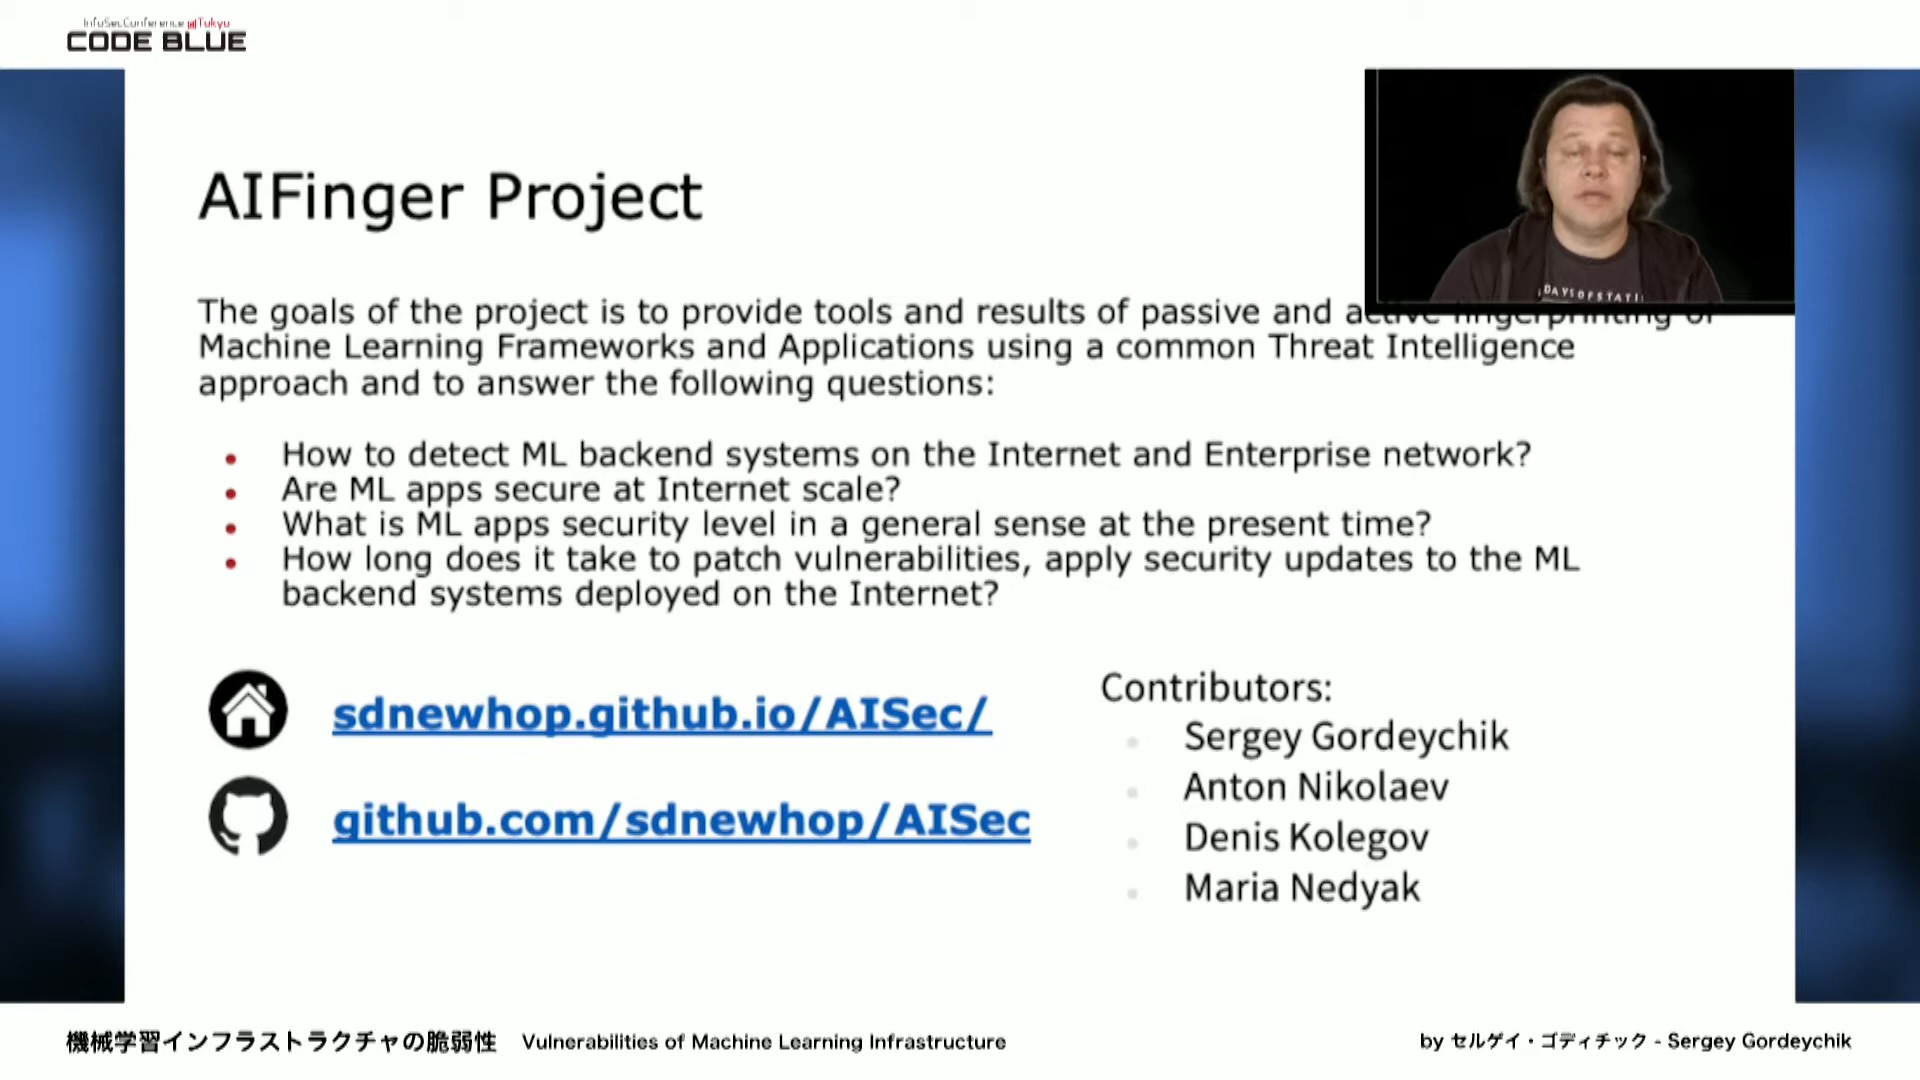 InfoSecConference @Tokyo
CODE BLUE
AIFinger Project
The goals of the project is to provide tools and results of passive and active fingerprinting of
Machine Learning Frameworks and Applications using a common Threat Intelligence
approach and to answer the following questions:
How to detect ML backend systems on the Internet and Enterprise network?
Are ML apps secure at Internet scale?
What is ML apps security level in a general sense at the present time?
How long does it take to patch vulnerabilities, apply security updates to the ML
backend systems deployed on the Internet?
sdnewhop.github.io/AISec/
github.com/sdnewhop/AISec
Contributors:
Sergey Gordeychik
Anton Nikolaev
Denis Kolegov
Maria Nedyak
機械学習インフラストラクチャの脆弱性 Vulnerabilities of Machine Learning Infrastructure
by セルゲイ・ゴディチック - Sergey Gordeychik